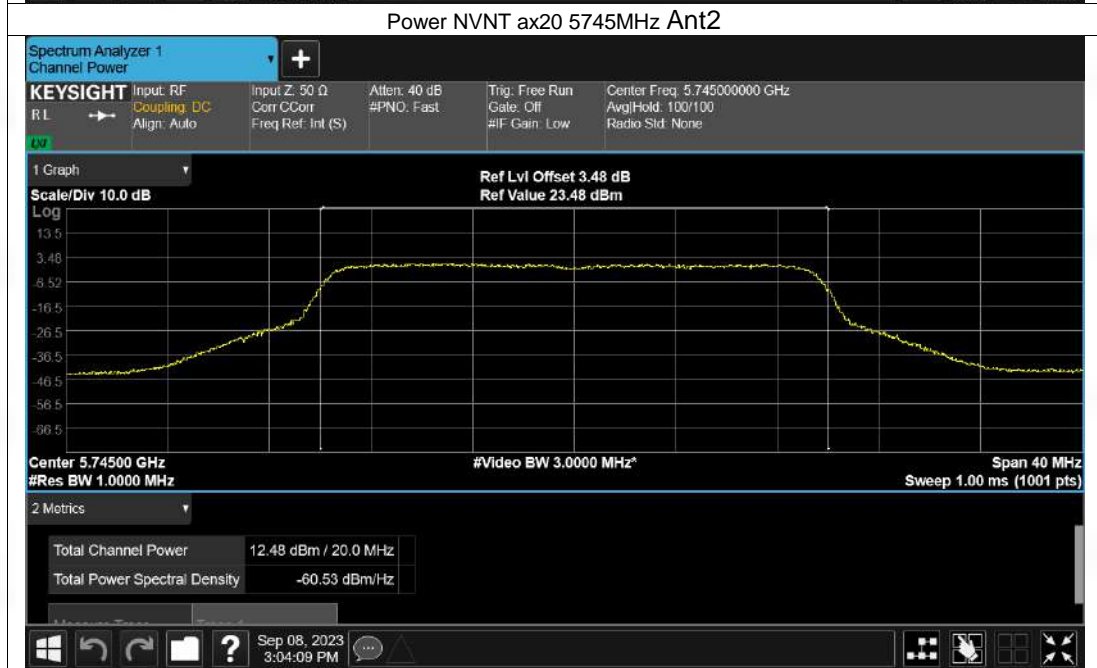 Power NVNT ax20 5745MHz Ant2
Spectrum Analyzer 1
Channel Power
KEYSIGHT Input: RF
RL
Coupling: DC
Align: Auto
Input Z: 50 Ω
Corr CCorr
Freq Ref: Int (S)
Atten: 40 dB
#PNO: Fast
Trig: Free Run
Gate: Off
#IF Gain: Low
Center Freq: 5.745000000 GHz
Avg|Hold: 100/100
Radio Std: None
LXI
1 Graph
Scale/Div 10.0 dB
Ref Lvl Offset 3.48 dB
Ref Value 23.48 dBm
Log
13.5
3.48
-6.52
-16.5
-26.5
-36.5
-46.5
-56.5
-66.5
Center 5.74500 GHz
#Res BW 1.0000 MHz
#Video BW 3.0000 MHz*
Span 40 MHz
Sweep 1.00 ms (1001 pts)
2 Metrics
Total Channel Power 12.48 dBm / 20.0 MHz
Total Power Spectral Density -60.53 dBm/Hz
Sep 08, 2023
3:04:09 PM